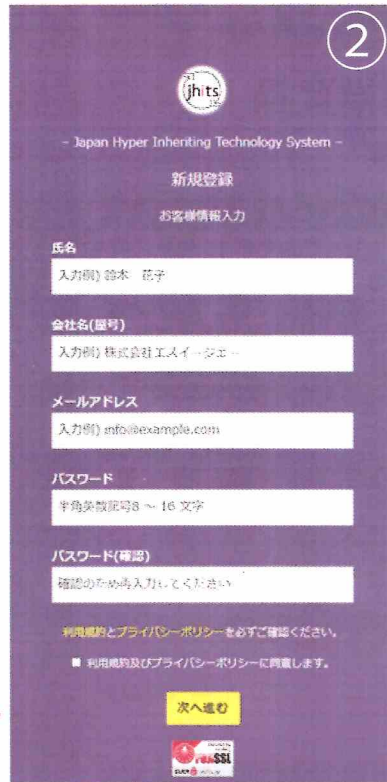 ②
jhits
– Japan Hyper Inheriting Technology System –
新規登録
お客様情報入力
氏名
入力例) 鈴木　花子
会社名(屋号)
入力例) 株式会社エスイージェー
メールアドレス
入力例) info@example.com
パスワード
半角英数記号8 ～ 16 文字
パスワード(確認)
確認のため再入力してください
利用規約とプライバシーポリシーを必ずご確認ください。
利用規約及びプライバシーポリシーに同意します。
次へ進む
SSL